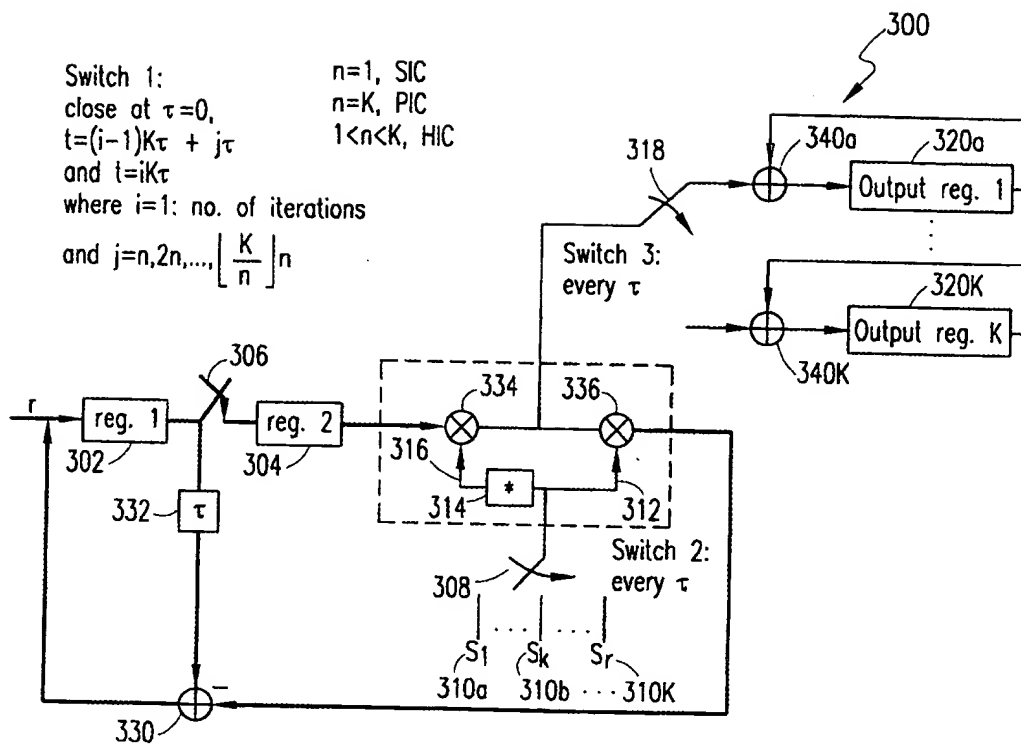 300
Switch 1:
close at τ=0,
t=(i−1)Kτ + jτ
and t=iKτ
where i=1: no. of iterations
and j=n,2n,...,⌊K/n⌋n
n=1, SIC
n=K, PIC
1<n<K, HIC
318
340a
320a
Output reg. 1
Switch 3:
every τ
320K
Output reg. K
340K
306
r
reg. 1
302
reg. 2
304
334
336
316
314
*
312
332
τ
308
Switch 2:
every τ
S1 ..... Sk ..... Sr
310a 310b ... 310K
−
330